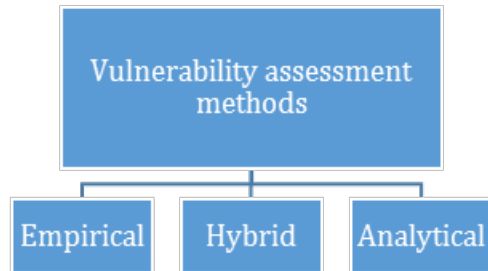 Vulnerability assessment
methods
Empirical
Hybrid
Analytical